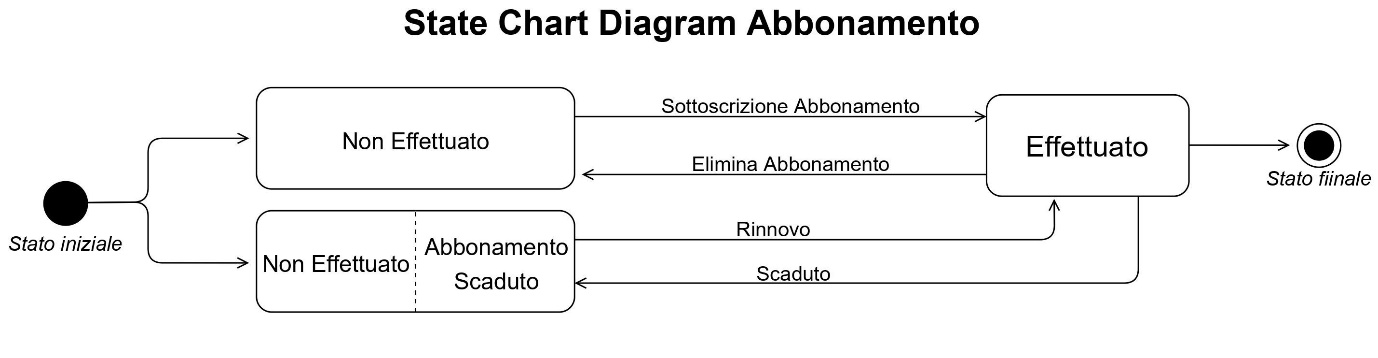 State Chart Diagram Abbonamento
Sottoscrizione Abbonamento
Non Effettuato
Effettuato
Elimina Abbonamento
Stato fiinale
Stato iniziale
Rinnovo
Non Effettuato
Abbonamento
Scaduto
Scaduto